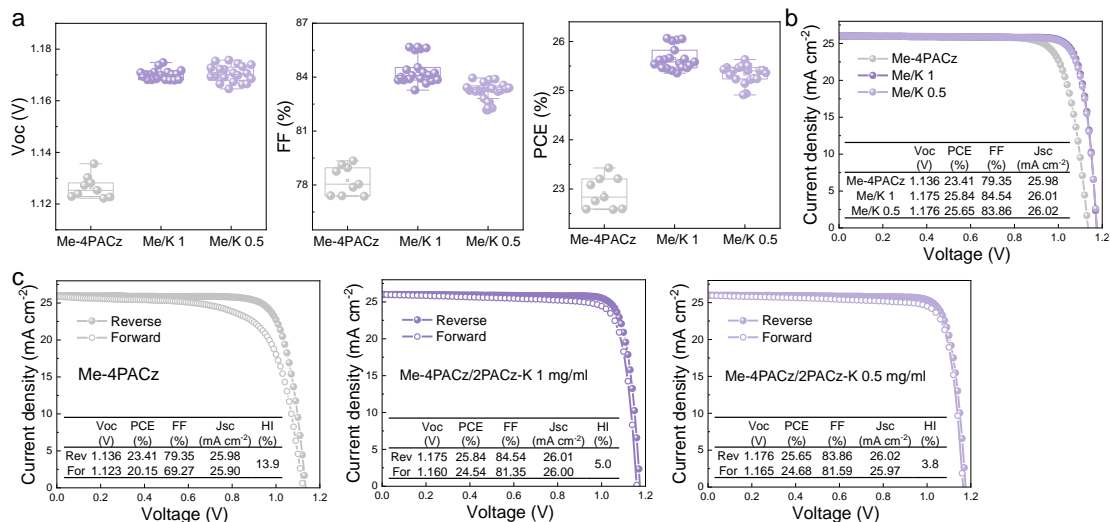 a
Voc (V)
1.18
1.16
1.14
1.12
Me-4PACz Me/K 1 Me/K 0.5
FF (%)
87
84
81
78
Me-4PACz Me/K 1 Me/K 0.5
PCE (%)
26
25
24
23
Me-4PACz Me/K 1 Me/K 0.5
b
Current density (mA cm-2)
25
20
15
10
5
0
Me-4PACz
Me/K 1
Me/K 0.5
Voc PCE FF Jsc
(V) (%) (%) (mA cm-2)
Me-4PACz 1.136 23.41 79.35 25.98
Me/K 1 1.175 25.84 84.54 26.01
Me/K 0.5 1.176 25.65 83.86 26.02
0.0 0.2 0.4 0.6 0.8 1.0 1.2
Voltage (V)
c
Current density (mA cm-2)
25
20
15
10
5
0
Reverse
Forward
Me-4PACz
Voc PCE FF Jsc HI
(V) (%) (%) (mA cm-2) (%)
Rev 1.136 23.41 79.35 25.98 13.9
For 1.123 20.15 69.27 25.90
0.0 0.2 0.4 0.6 0.8 1.0 1.2
Voltage (V)
Current density (mA cm-2)
25
20
15
10
5
0
Reverse
Forward
Me-4PACz/2PACz-K 1 mg/ml
Voc PCE FF Jsc HI
(V) (%) (%) (mA cm-2) (%)
Rev 1.175 25.84 84.54 26.01 5.0
For 1.160 24.54 81.35 26.00
0.0 0.2 0.4 0.6 0.8 1.0 1.2
Voltage (V)
Current density (mA cm-2)
25
20
15
10
5
0
Reverse
Forward
Me-4PACz/2PACz-K 0.5 mg/ml
Voc PCE FF Jsc HI
(V) (%) (%) (mA cm-2) (%)
Rev 1.176 25.65 83.86 26.02 3.8
For 1.165 24.68 81.59 25.97
0.0 0.2 0.4 0.6 0.8 1.0 1.2
Voltage (V)